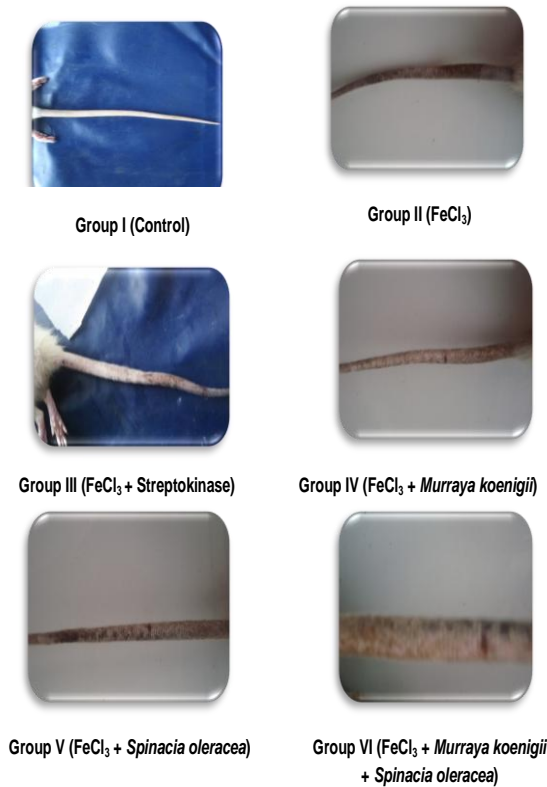 Group I (Control)
Group II (FeCl₃)
Group III (FeCl₃ + Streptokinase)
Group IV (FeCl₃ + Murraya koenigii)
Group V (FeCl₃ + Spinacia oleracea)
Group VI (FeCl₃ + Murraya koenigii
+ Spinacia oleracea)